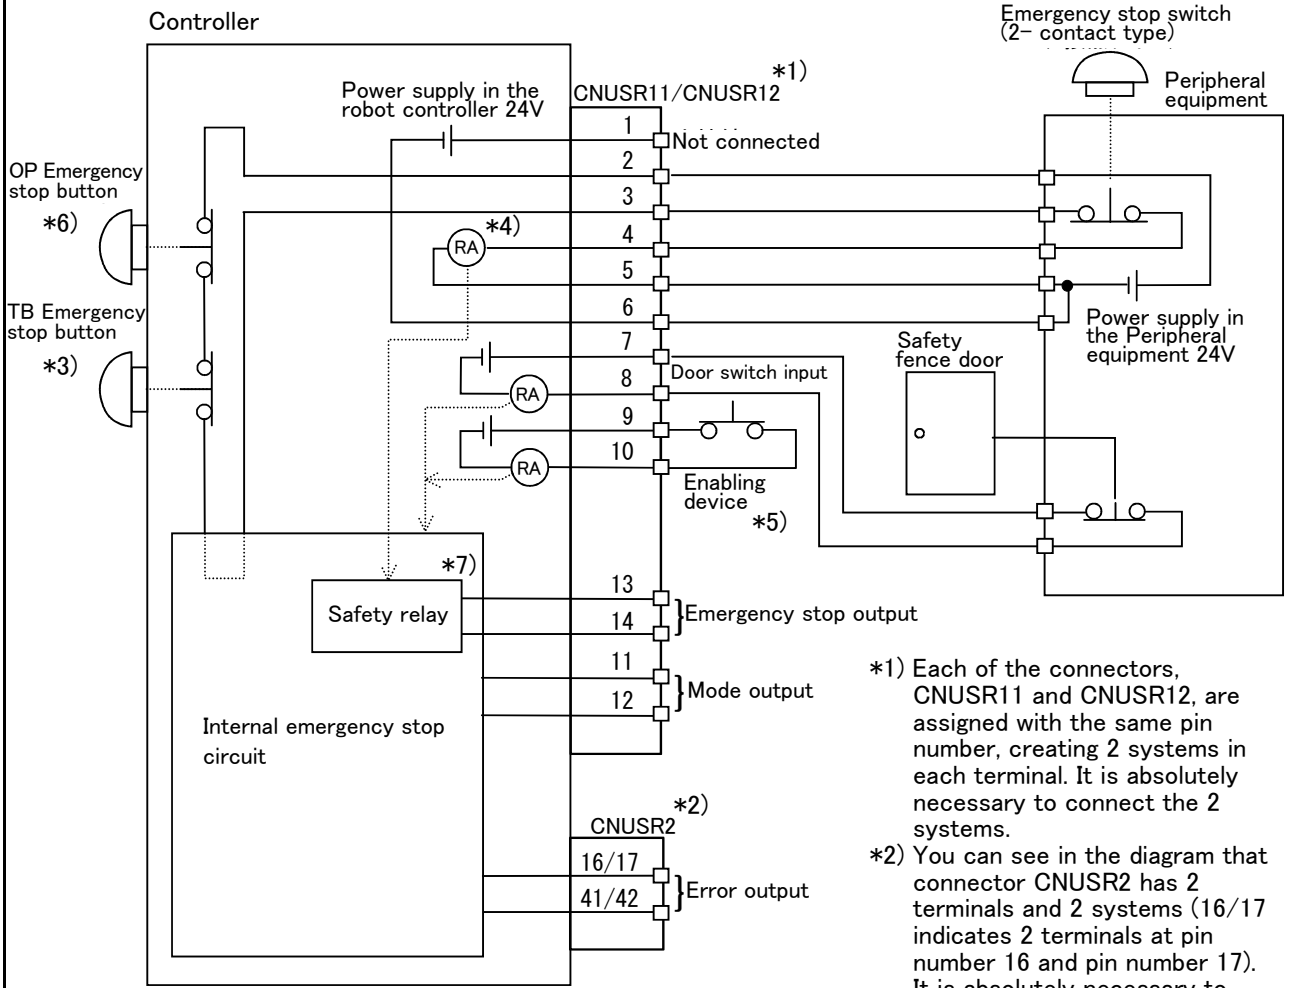 Controller
Emergency stop switch
(2- contact type)
Peripheral
equipment
*1)
CNUSR11/CNUSR12
Power supply in the
robot controller 24V
1
Not connected
2
3
4
5
6
7
8
9
10
OP Emergency
stop button
*6)
RA
*4)
TB Emergency
stop button
*3)
Power supply in
the Peripheral
equipment 24V
Safety
fence door
Door switch input
RA
RA
Enabling
device
*5)
*7)
Safety relay
13
14
Emergency stop output
11
12
Mode output
Internal emergency stop
circuit
*2)
CNUSR2
16/17
41/42
Error output
*1) Each of the connectors,
CNUSR11 and CNUSR12, are
assigned with the same pin
number, creating 2 systems in
each terminal. It is absolutely
necessary to connect the 2
systems.
*2) You can see in the diagram that
connector CNUSR2 has 2
terminals and 2 systems (16/17
indicates 2 terminals at pin
number 16 and pin number 17).
It is absolutely necessary to